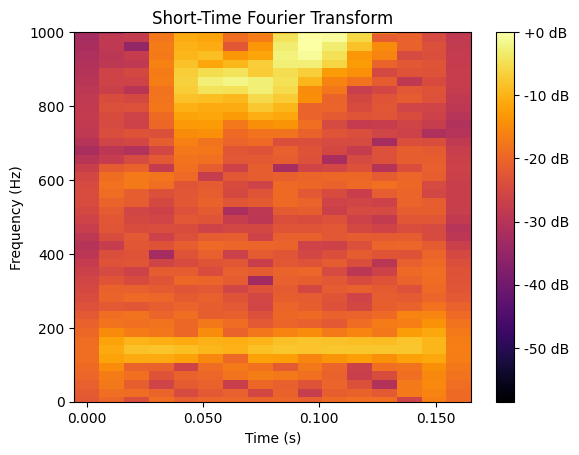 Short-Time Fourier Transform
Frequency (Hz)
1000
800
600
400
200
0
0.000 0.050 0.100 0.150
Time (s)
+0 dB
-10 dB
-20 dB
-30 dB
-40 dB
-50 dB